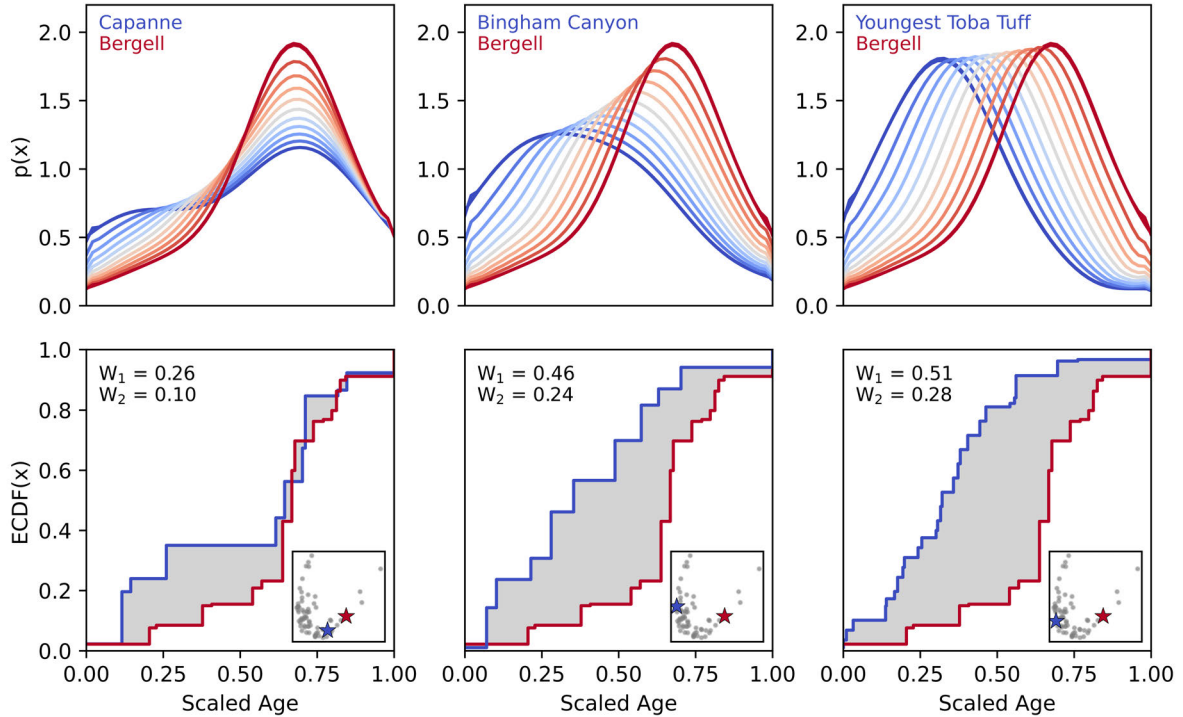 Capanne
Bergell
Bingham Canyon
Bergell
Youngest Toba Tuff
Bergell
p(x)
2.0
1.5
1.0
0.5
0.0
2.0
1.5
1.0
0.5
0.0
2.0
1.5
1.0
0.5
0.0
W₁ = 0.26
W₂ = 0.10
W₁ = 0.46
W₂ = 0.24
W₁ = 0.51
W₂ = 0.28
ECDF(x)
1.0
0.8
0.6
0.4
0.2
0.0
0.00 0.25 0.50 0.75 1.00
0.00 0.25 0.50 0.75 1.00
0.00 0.25 0.50 0.75 1.00
Scaled Age
Scaled Age
Scaled Age